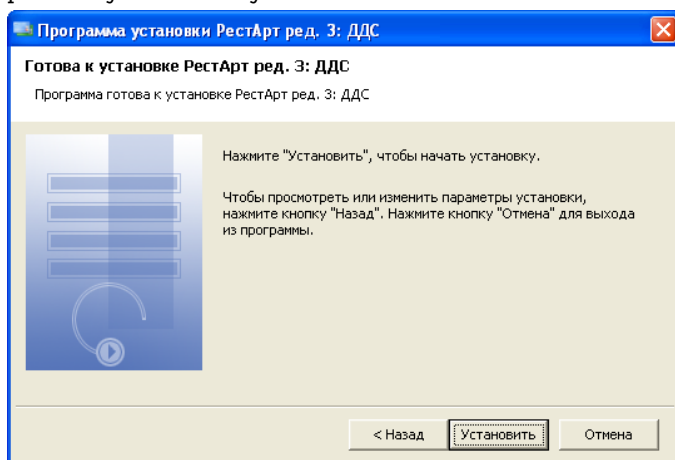 Программа установки РестАрт ред. 3: ДДС
Готова к установке РестАрт ред. 3: ДДС
Программа готова к установке РестАрт ред. 3: ДДС
Нажмите "Установить", чтобы начать установку.
Чтобы просмотреть или изменить параметры установки,
нажмите кнопку "Назад". Нажмите кнопку "Отмена" для выхода
из программы.
< Назад
Установить
Отмена